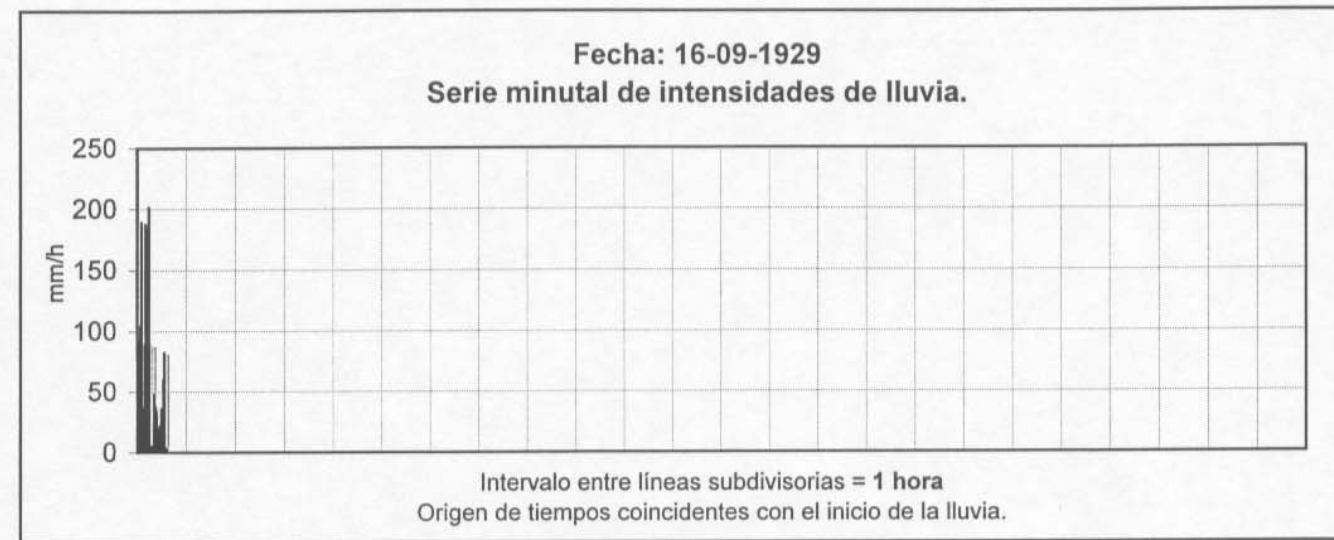 Fecha: 16-09-1929
Serie minutal de intensidades de lluvia.
250
200
150
100
50
0
mm/h
Intervalo entre líneas subdivisorias = 1 hora
Origen de tiempos coincidentes con el inicio de la lluvia.